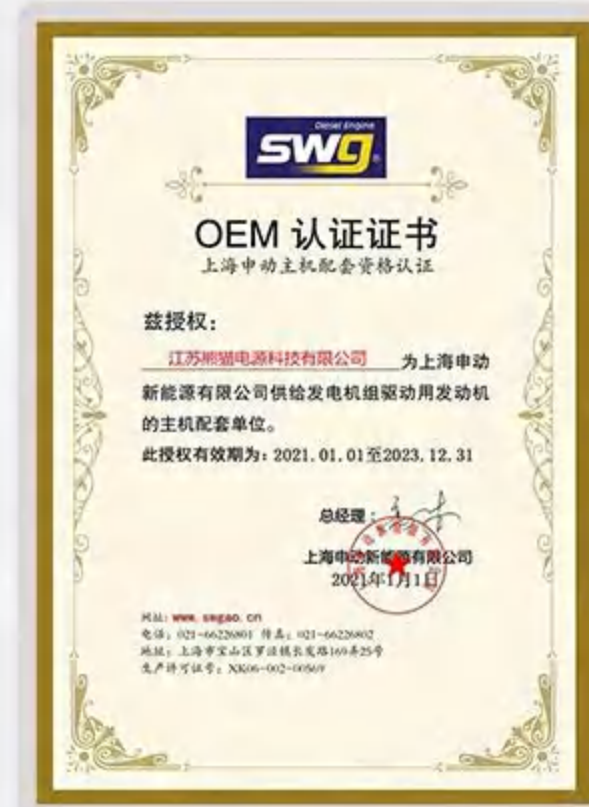 Diesel Engine
swg
OEM 认证证书
上海申动主机配套资格认证
兹授权：
江苏熊猫电源科技有限公司 为上海申动
新能源有限公司供给发电机组驱动用发动机
的主机配套单位。
此授权有效期为：2021.01.01至2023.12.31
总经理：
上海申动新能源有限公司
2021年1月1日
网址：www.swgao.cn
电话：021-66226801 传真：021-66226802
地址：上海市宝山区罗泾镇长发路169弄25号
生产许可证号：XK06-002-00569